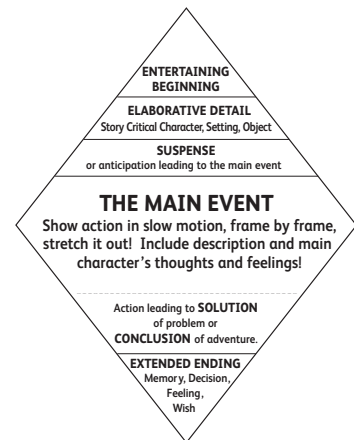 ENTERTAINING
BEGINNING
ELABORATIVE DETAIL
Story Critical Character, Setting, Object
SUSPENSE
or anticipation leading to the main event
THE MAIN EVENT
Show action in slow motion, frame by frame,
stretch it out! Include description and main
character's thoughts and feelings!
Action leading to SOLUTION
of problem or
CONCLUSION of adventure.
EXTENDED ENDING
Memory, Decision,
Feeling,
Wish